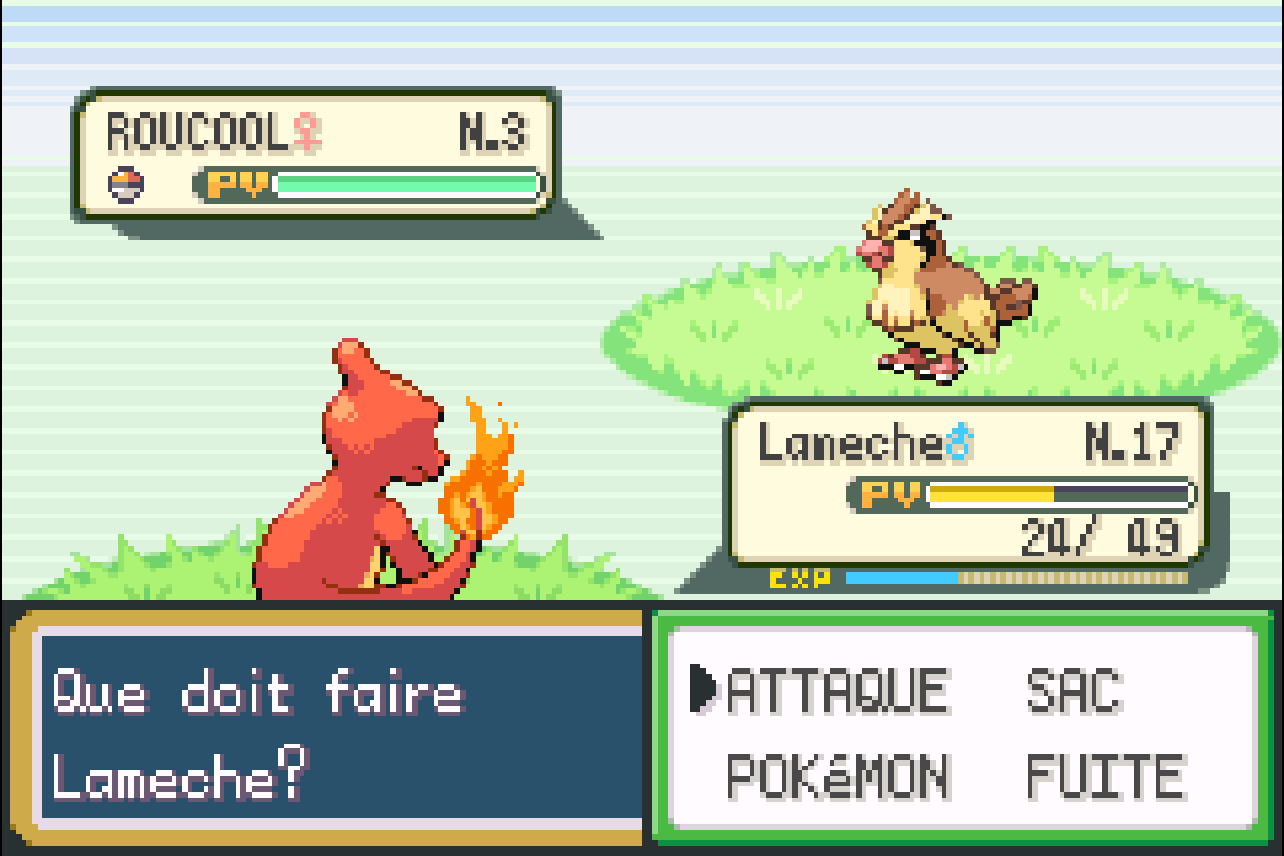 ROUCOOL♀ N.3
PV
Lameche♂ N.17
PV
24/ 49
EXP
Que doit faire
Lameche?
▶ATTAQUE SAC
POKéMON FUITE